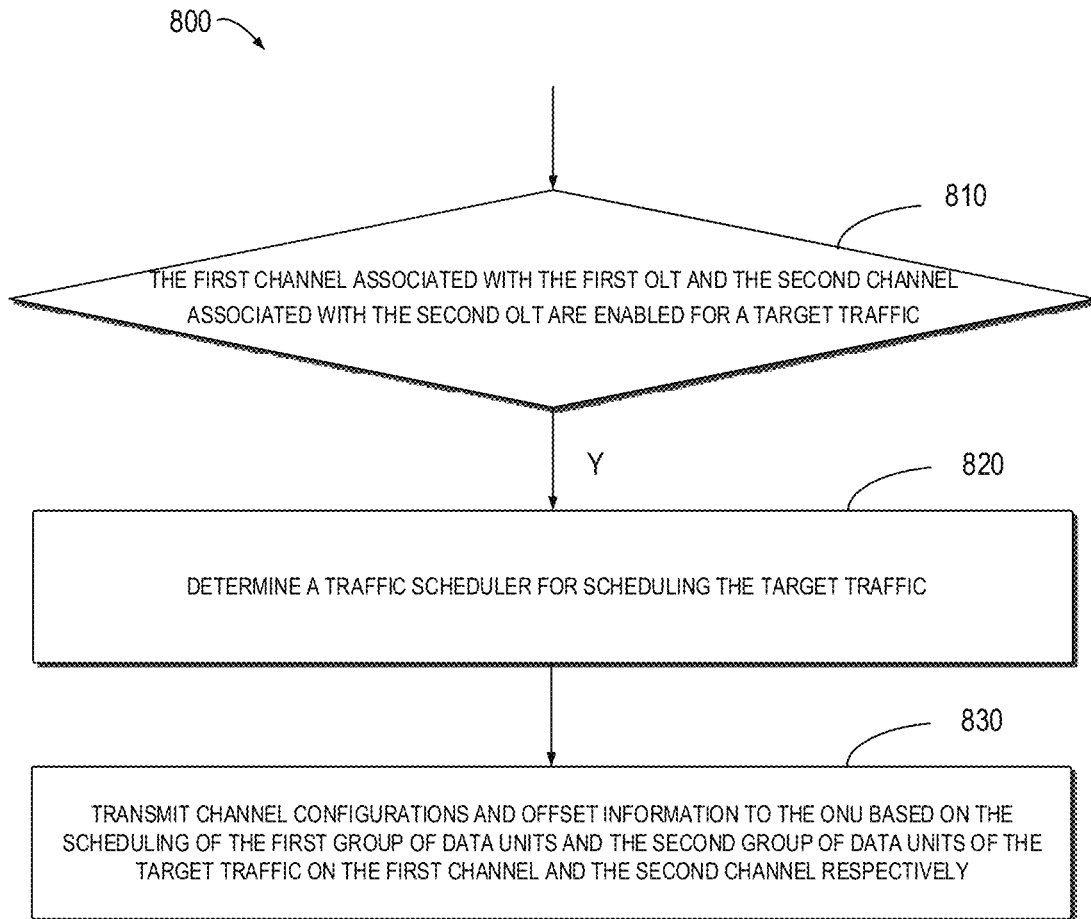 800
810
THE FIRST CHANNEL ASSOCIATED WITH THE FIRST OLT AND THE SECOND CHANNEL
ASSOCIATED WITH THE SECOND OLT ARE ENABLED FOR A TARGET TRAFFIC
Y
820
DETERMINE A TRAFFIC SCHEDULER FOR SCHEDULING THE TARGET TRAFFIC
830
TRANSMIT CHANNEL CONFIGURATIONS AND OFFSET INFORMATION TO THE ONU BASED ON THE
SCHEDULING OF THE FIRST GROUP OF DATA UNITS AND THE SECOND GROUP OF DATA UNITS OF THE
TARGET TRAFFIC ON THE FIRST CHANNEL AND THE SECOND CHANNEL RESPECTIVELY